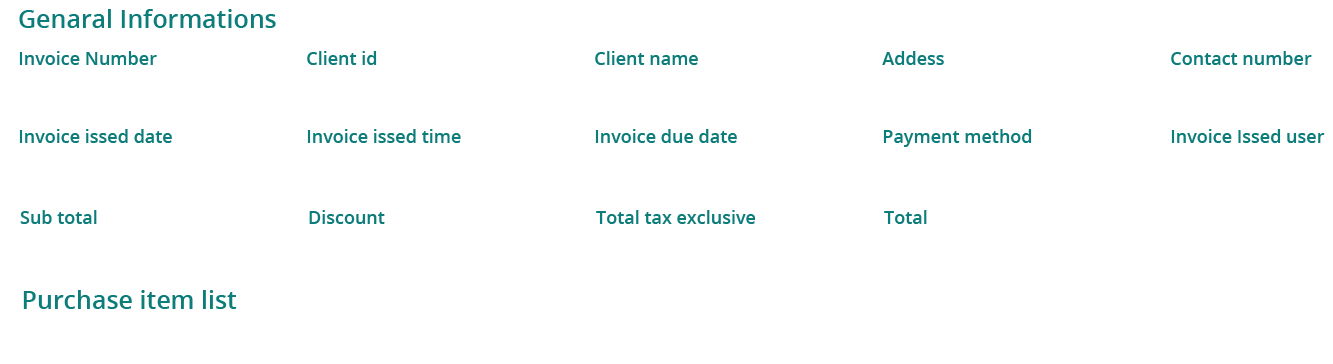 Genaral Informations
Invoice Number Client id Client name Addess Contact number
Invoice issed date Invoice issed time Invoice due date Payment method Invoice Issed user
Sub total Discount Total tax exclusive Total
Purchase item list